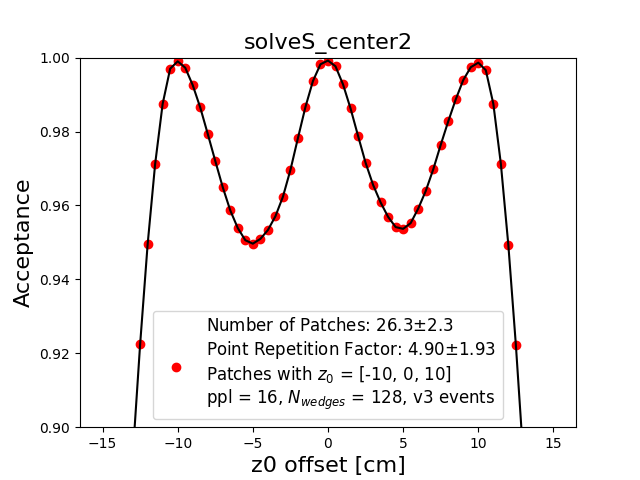 solveS_center2
Acceptance
1.00
0.98
0.96
0.94
0.92
0.90
Number of Patches: 26.3±2.3
Point Repetition Factor: 4.90±1.93
Patches with z₀ = [-10, 0, 10]
ppl = 16, N_wedges = 128, v3 events
−15 −10 −5 0 5 10 15
z0 offset [cm]